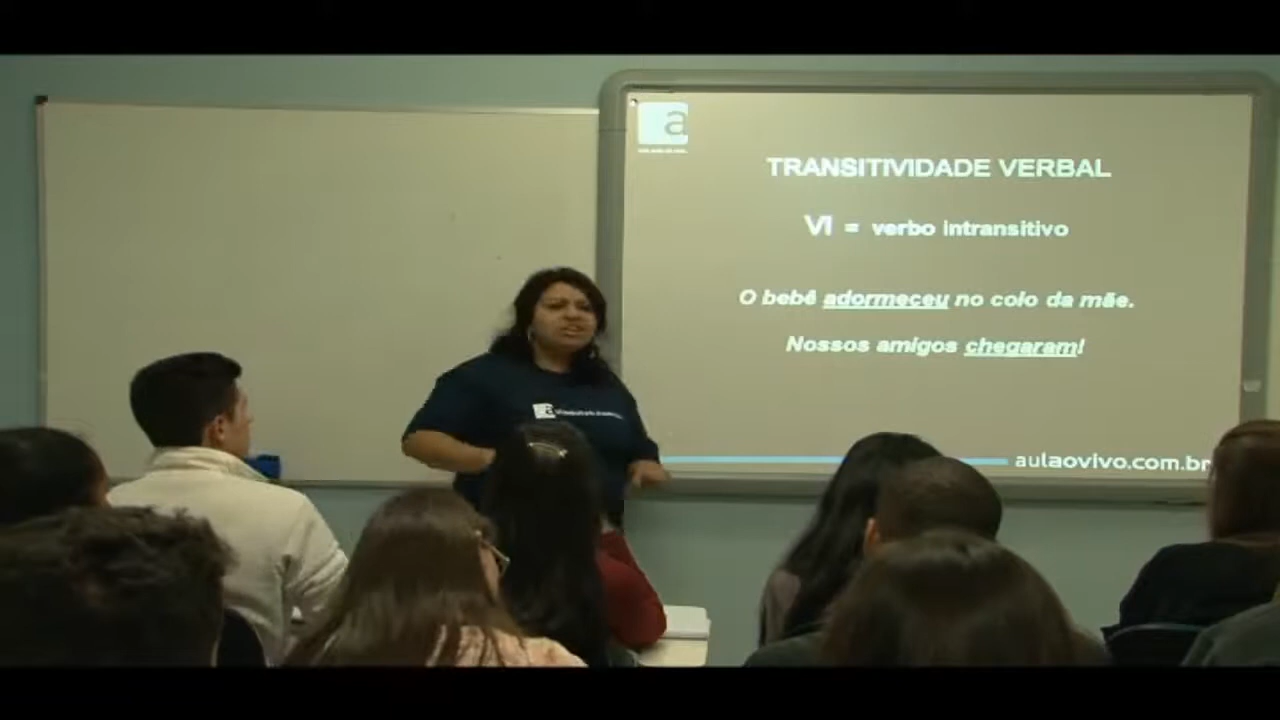 a
TRANSITIVIDADE VERBAL
VI = verbo intransitivo
O bebê adormeceu no colo da mãe.
Nossos amigos chegaram!
aulaovivo.com.br